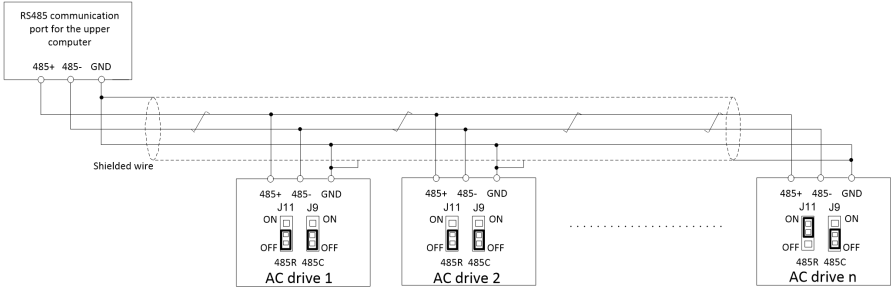 RS485 communication
port for the upper
computer
485+ 485- GND
Shielded wire
485+ 485- GND
J11 J9
ON ON
OFF OFF
485R 485C
AC drive 1
485+ 485- GND
J11 J9
ON ON
OFF OFF
485R 485C
AC drive 2
485+ 485- GND
J11 J9
ON ON
OFF OFF
485R 485C
AC drive n